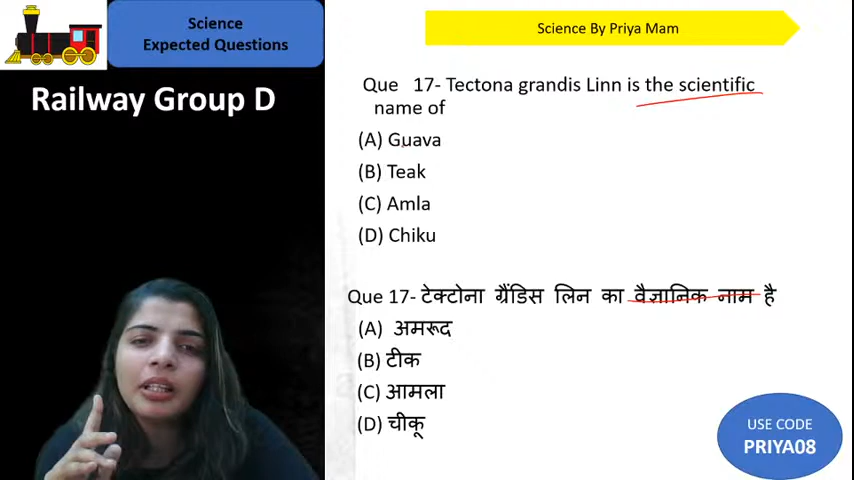 Science
Expected Questions
Science By Priya Mam
Railway Group D
Que 17- Tectona grandis Linn is the scientific
name of
(A) Guava
(B) Teak
(C) Amla
(D) Chiku
Que 17- टेक्टोना ग्रैंडिस लिन का वैज्ञानिक नाम है
(A) अमरूद
(B) टीक
(C) आमला
(D) चीकू
USE CODE
PRIYA08